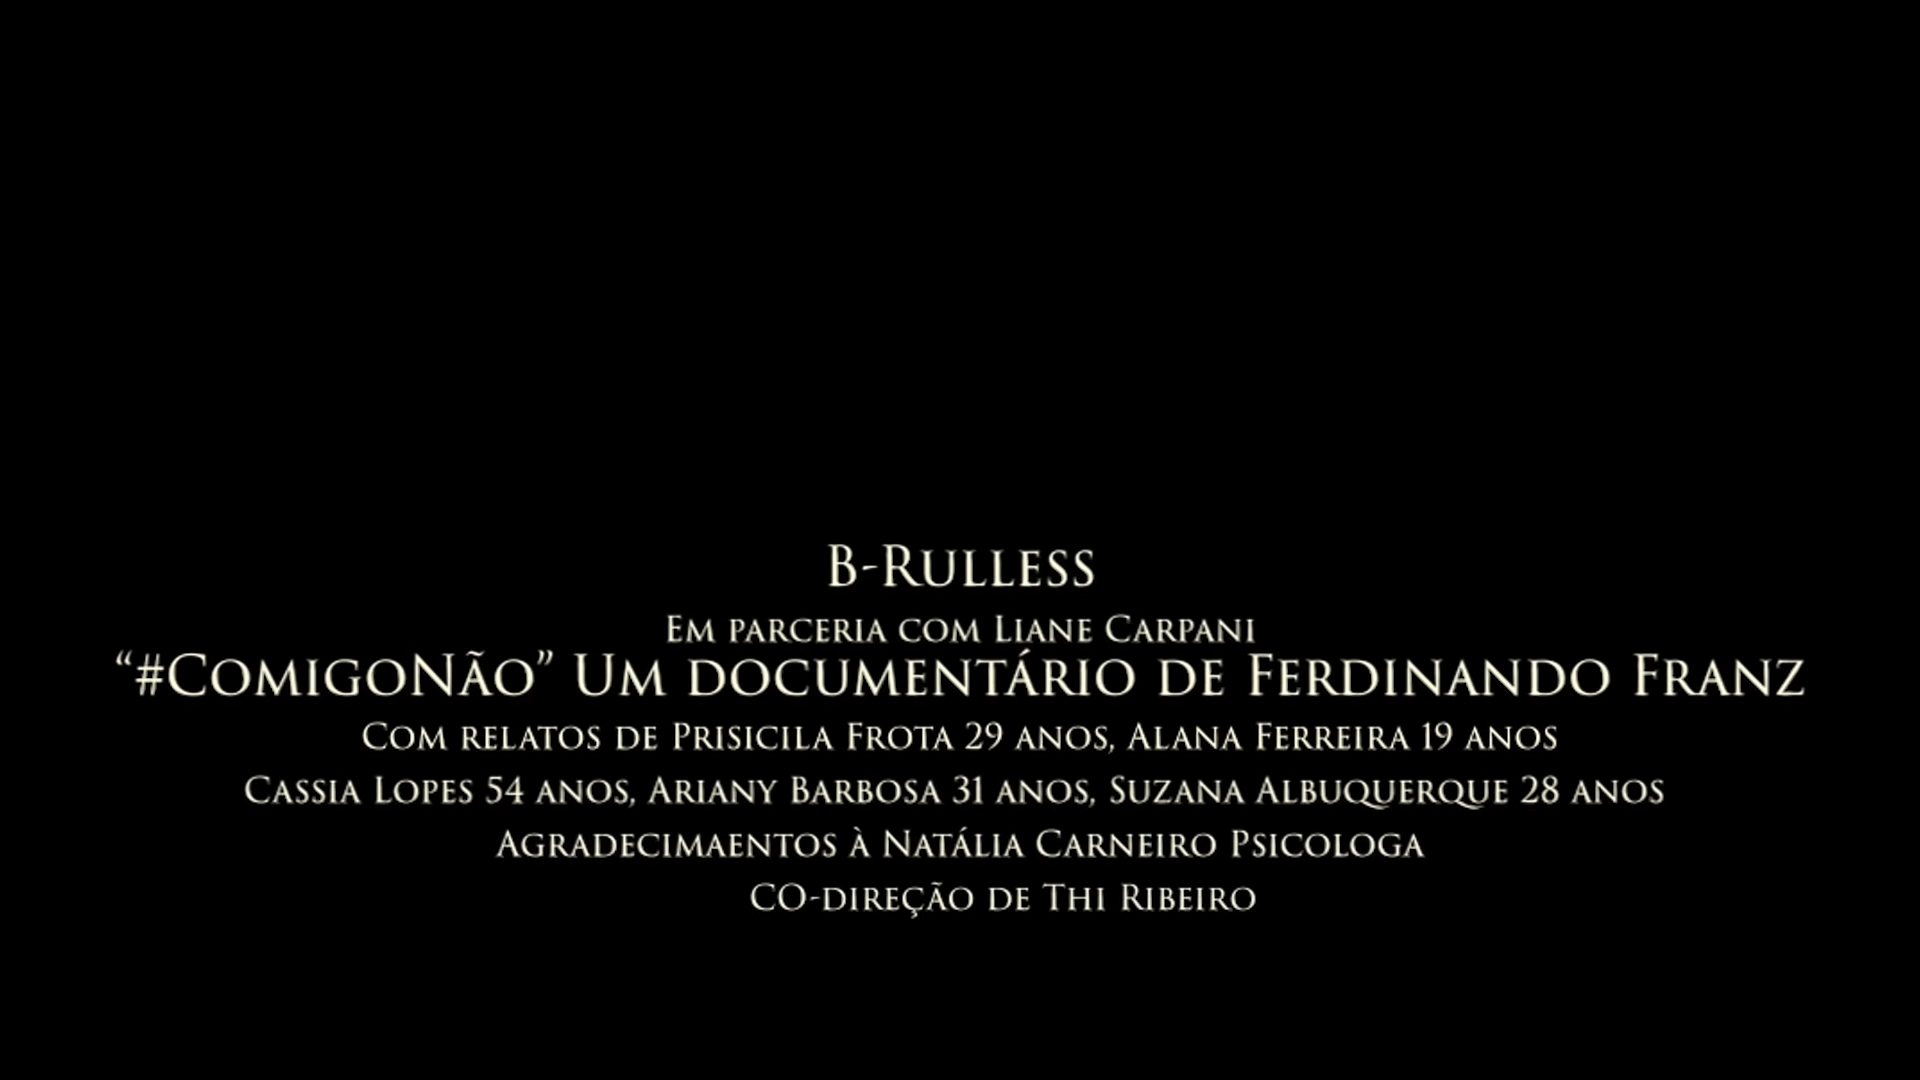 B-Rulless
Em parceria com Liane Carpani
“#ComigoNão” Um documentário de Ferdinando Franz
Com relatos de Prisicila Frota 29 anos, Alana Ferreira 19 anos
Cassia Lopes 54 anos, Ariany Barbosa 31 anos, Suzana Albuquerque 28 anos
Agradecimaentos à Natália Carneiro Psicologa
CO-direção de Thi Ribeiro